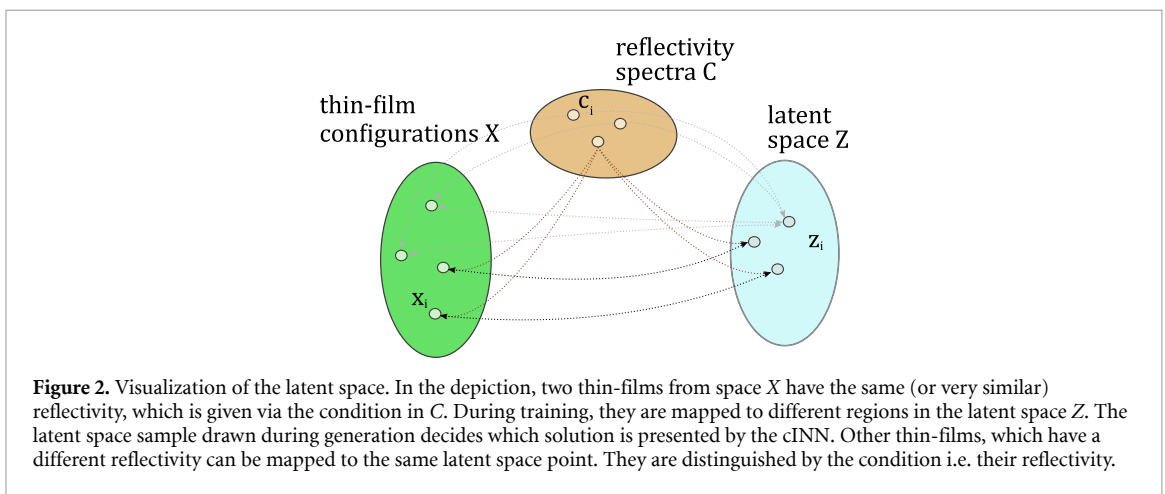 reflectivity
spectra C
thin-film
configurations X
c_i
latent
space Z
z_i
x_i
Figure 2. Visualization of the latent space. In the depiction, two thin-films from space X have the same (or very similar)
reflectivity, which is given via the condition in C. During training, they are mapped to different regions in the latent space Z. The
latent space sample drawn during generation decides which solution is presented by the cINN. Other thin-films, which have a
different reflectivity can be mapped to the same latent space point. They are distinguished by the condition i.e. their reflectivity.